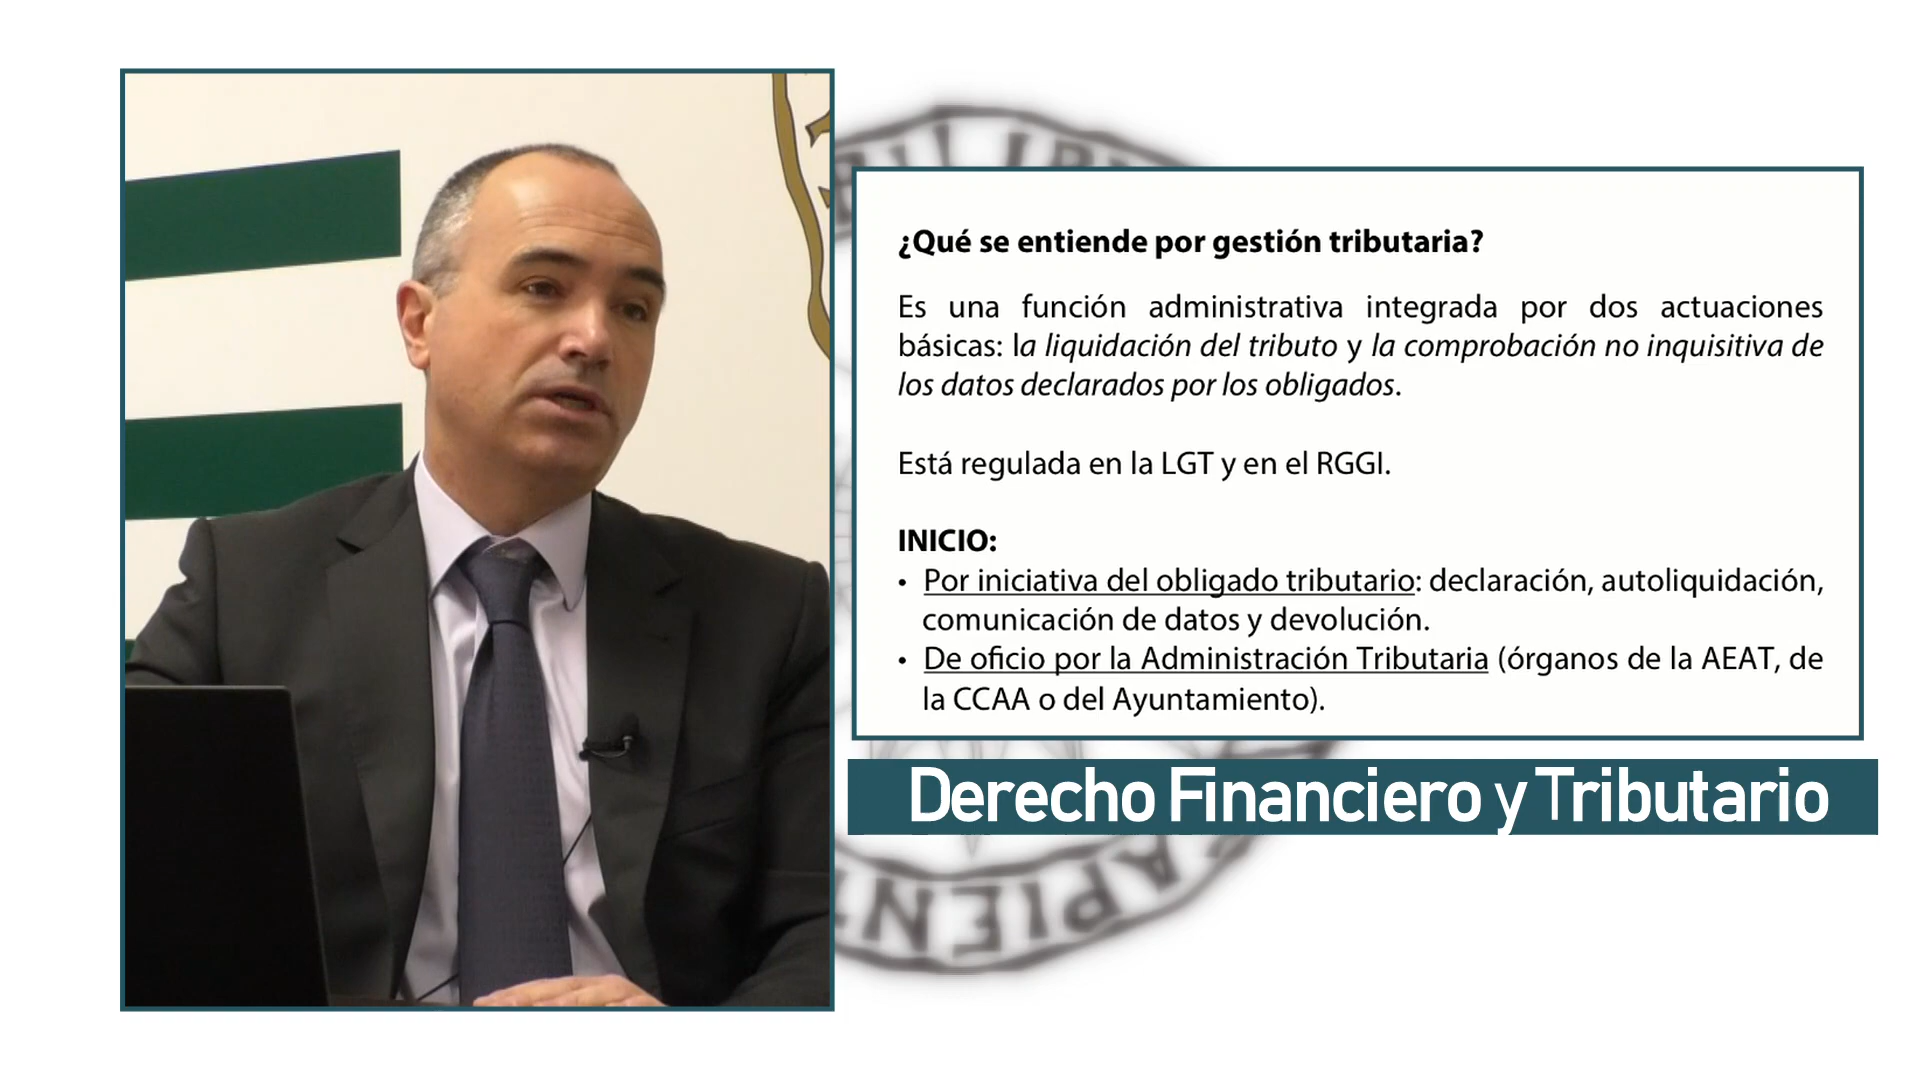 ¿Qué se entiende por gestión tributaria?
Es una función administrativa integrada por dos actuaciones
básicas: la liquidación del tributo y la comprobación no inquisitiva de
los datos declarados por los obligados.
Está regulada en la LGT y en el RGGI.
INICIO:
• Por iniciativa del obligado tributario: declaración, autoliquidación,
comunicación de datos y devolución.
• De oficio por la Administración Tributaria (órganos de la AEAT, de
la CCAA o del Ayuntamiento).
Derecho Financiero y Tributario